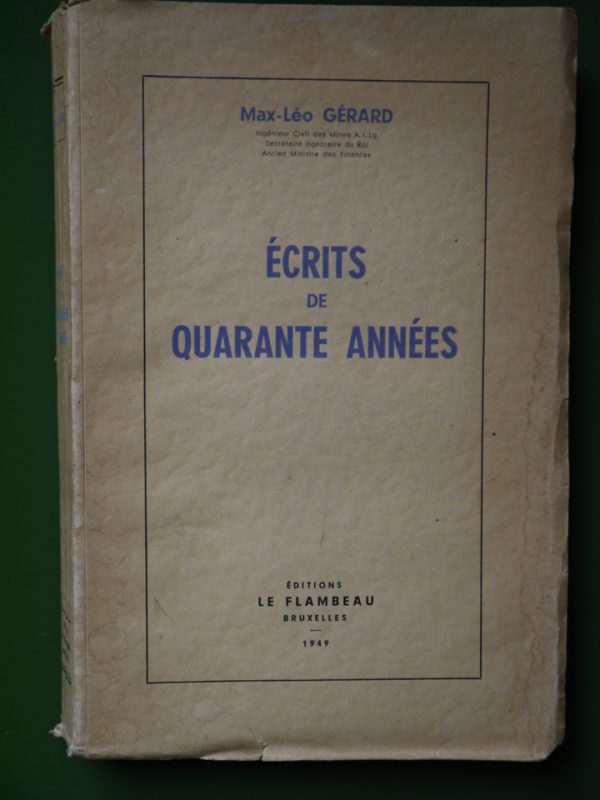 Max-Léo GÉRARD
Ingénieur Civil des Mines A.I.Lg
Secrétaire Honoraire du Roi
Ancien Ministre des Finances
ÉCRITS
DE
QUARANTE ANNÉES
ÉDITIONS
LE FLAMBEAU
BRUXELLES
1949